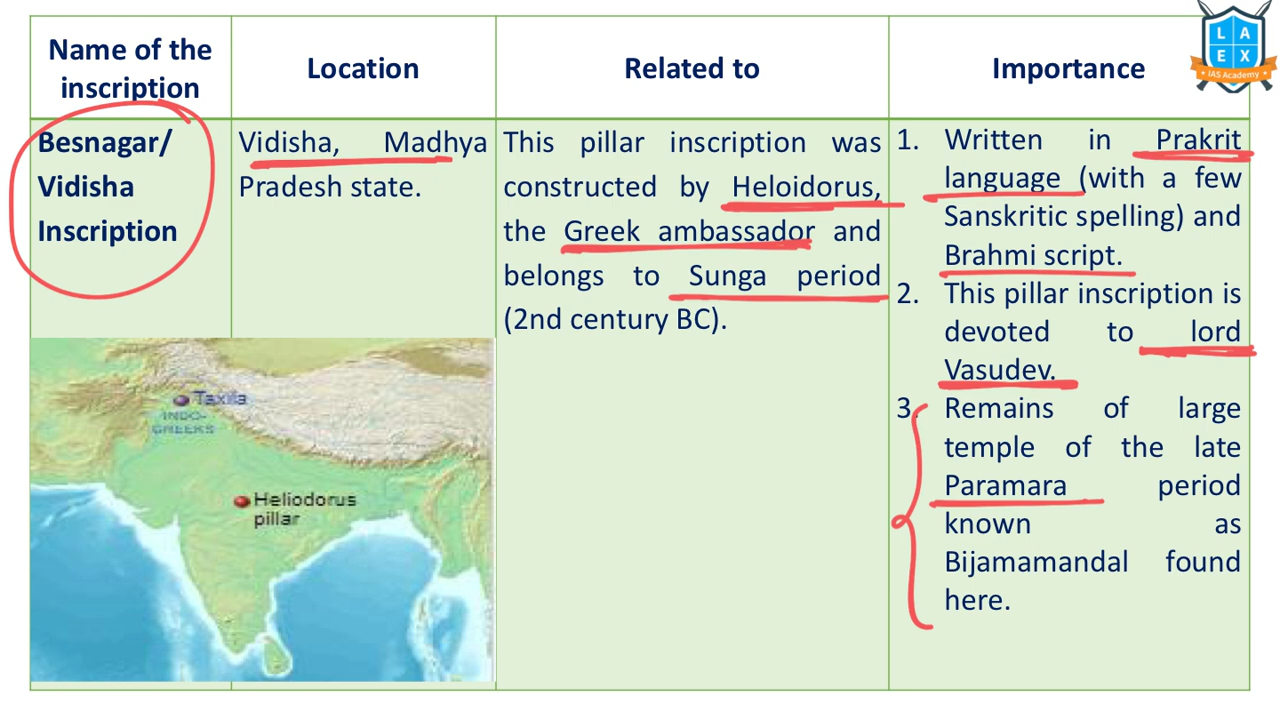 Name of the
inscription
Location
Related to
Importance
L A
E X
IAS Academy
Besnagar/
Vidisha
Inscription
Vidisha, Madhya
Pradesh state.
This pillar inscription was
constructed by Heloidorus,
the Greek ambassador and
belongs to Sunga period
(2nd century BC).
1. Written in Prakrit
language (with a few
Sanskritic spelling) and
Brahmi script.
2. This pillar inscription is
devoted to lord
Vasudev.
3. Remains of large
temple of the late
Paramara period
known as
Bijamamandal found
here.
Taxila
INDO-
GREEKS
Heliodorus
pillar